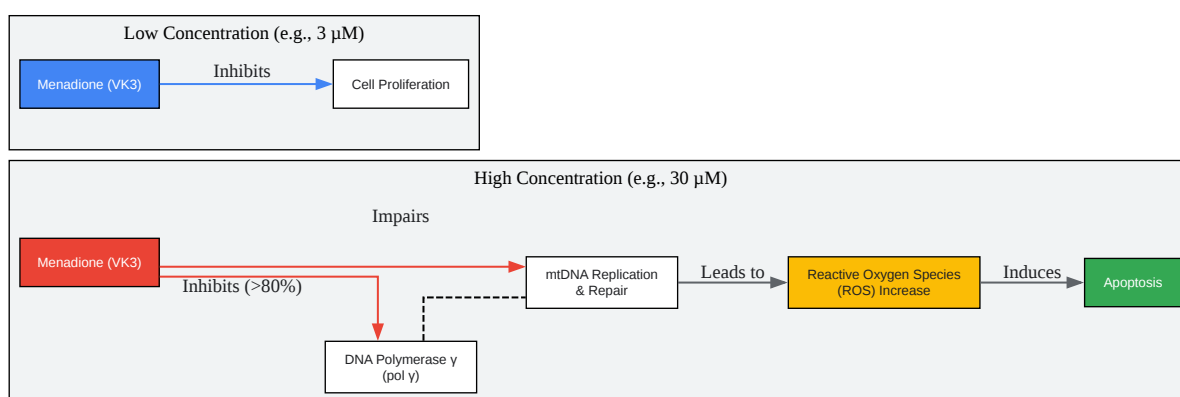 Low Concentration (e.g., 3 µM)
Inhibits
Menadione (VK3)
Cell Proliferation
High Concentration (e.g., 30 µM)
Impairs
Menadione (VK3)
Inhibits (>80%)
mtDNA Replication
& Repair
Leads to
Reactive Oxygen Species
(ROS) Increase
Induces
Apoptosis
DNA Polymerase γ
(pol γ)